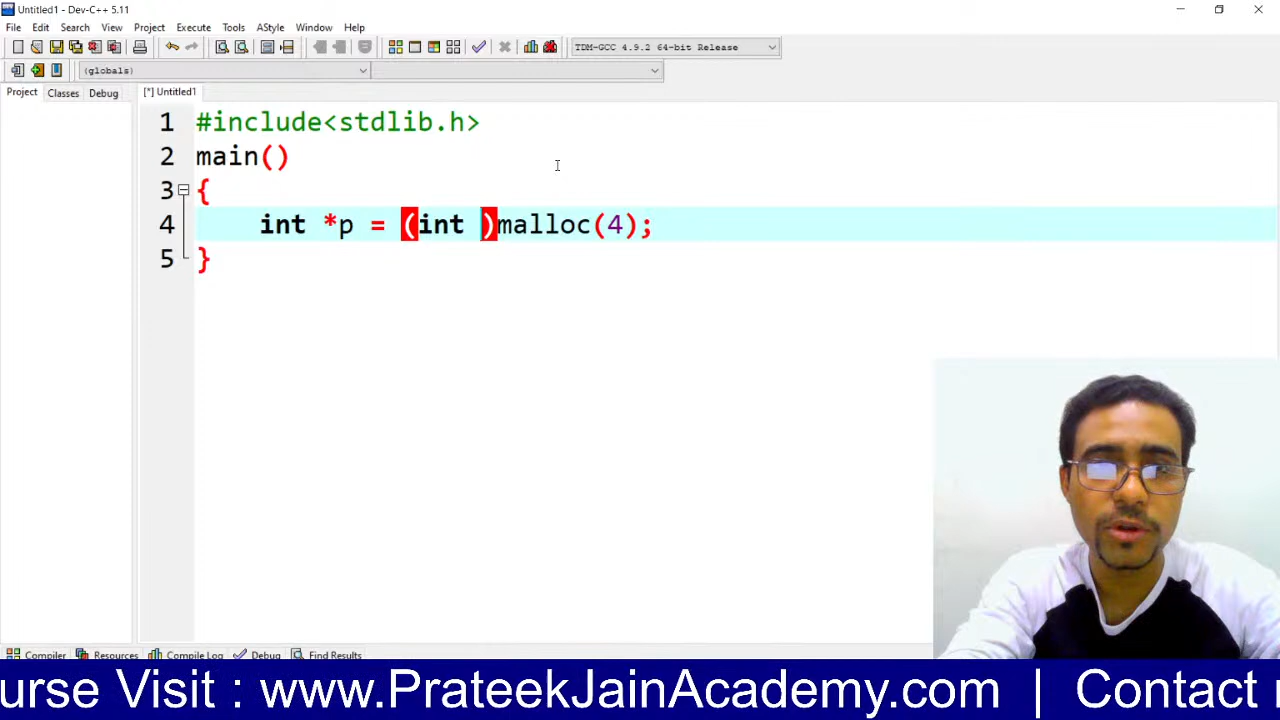 Untitled1 - Dev-C++ 5.11
File Edit Search View Project Execute Tools AStyle Window Help
TDM-GCC 4.9.2 64-bit Release
(globals)
Project Classes Debug [*] Untitled1
1 #include<stdlib.h>
2 main()
3 {
4 int *p = (int )malloc(4);
5 }
Compiler Resources Compile Log Debug Find Results
urse Visit : www.PrateekJainAcademy.com | Contact